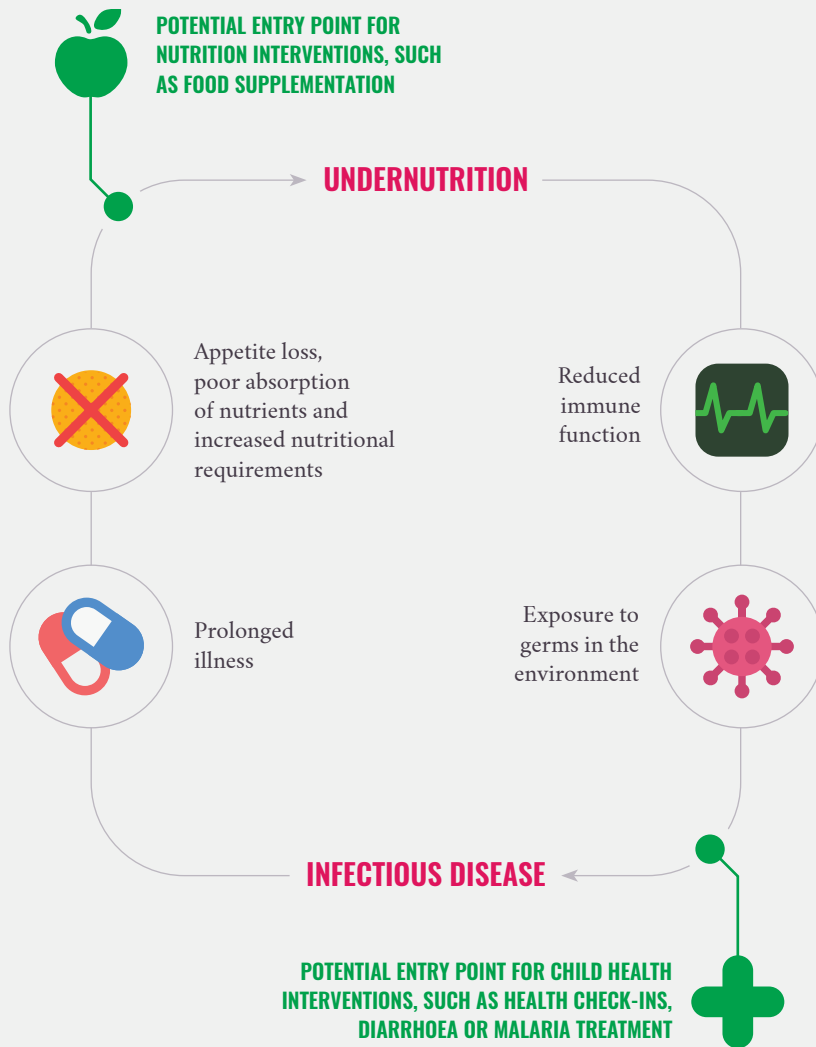 POTENTIAL ENTRY POINT FOR
NUTRITION INTERVENTIONS, SUCH
AS FOOD SUPPLEMENTATION
UNDERNUTRITION
Appetite loss,
poor absorption
of nutrients and
increased nutritional
requirements
Reduced
immune
function
Prolonged
illness
Exposure to
germs in the
environment
INFECTIOUS DISEASE
POTENTIAL ENTRY POINT FOR CHILD HEALTH
INTERVENTIONS, SUCH AS HEALTH CHECK-INS,
DIARRHOEA OR MALARIA TREATMENT